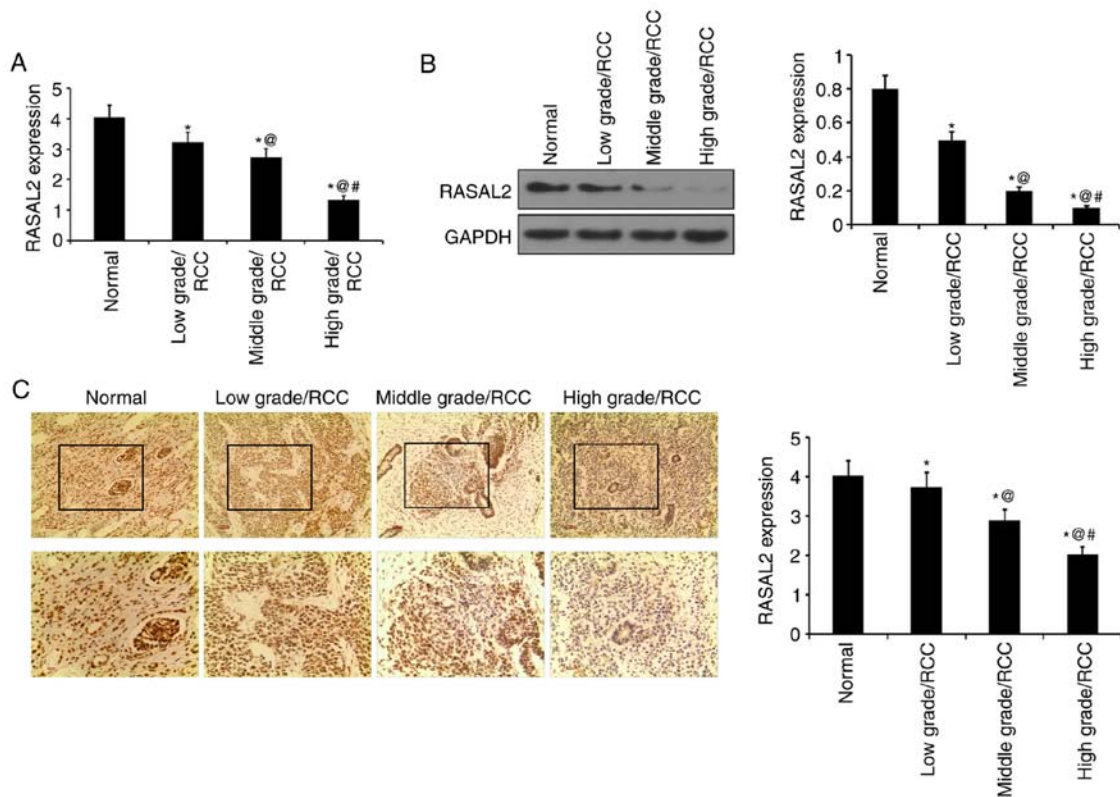 A
RASAL2 expression
5
4
3
2
1
0
*
*@
*@#
Normal
Low grade/
RCC
Middle grade/
RCC
High grade/
RCC
B
Normal
Low grade/RCC
Middle grade/RCC
High grade/RCC
RASAL2
GAPDH
RASAL2 expression
1
0.8
0.6
0.4
0.2
0
*
*@
*@#
Normal
Low grade/RCC
Middle grade/RCC
High grade/RCC
C
Normal
Low grade/RCC
Middle grade/RCC
High grade/RCC
RASAL2 expression
5
4
3
2
1
0
*
*@
*@#
Normal
Low grade/RCC
Middle grade/RCC
High grade/RCC